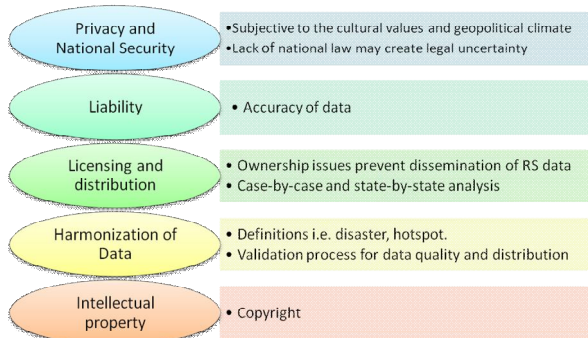 Privacy and
National Security
•Subjective to the cultural values and geopolitical climate
•Lack of national law may create legal uncertainty
Liability
• Accuracy of data
Licensing and
distribution
• Ownership issues prevent dissemination of RS data
• Case-by-case and state-by-state analysis
Harmonization of
Data
• Definitions i.e. disaster, hotspot.
• Validation process for data quality and distribution
Intellectual
property
• Copyright